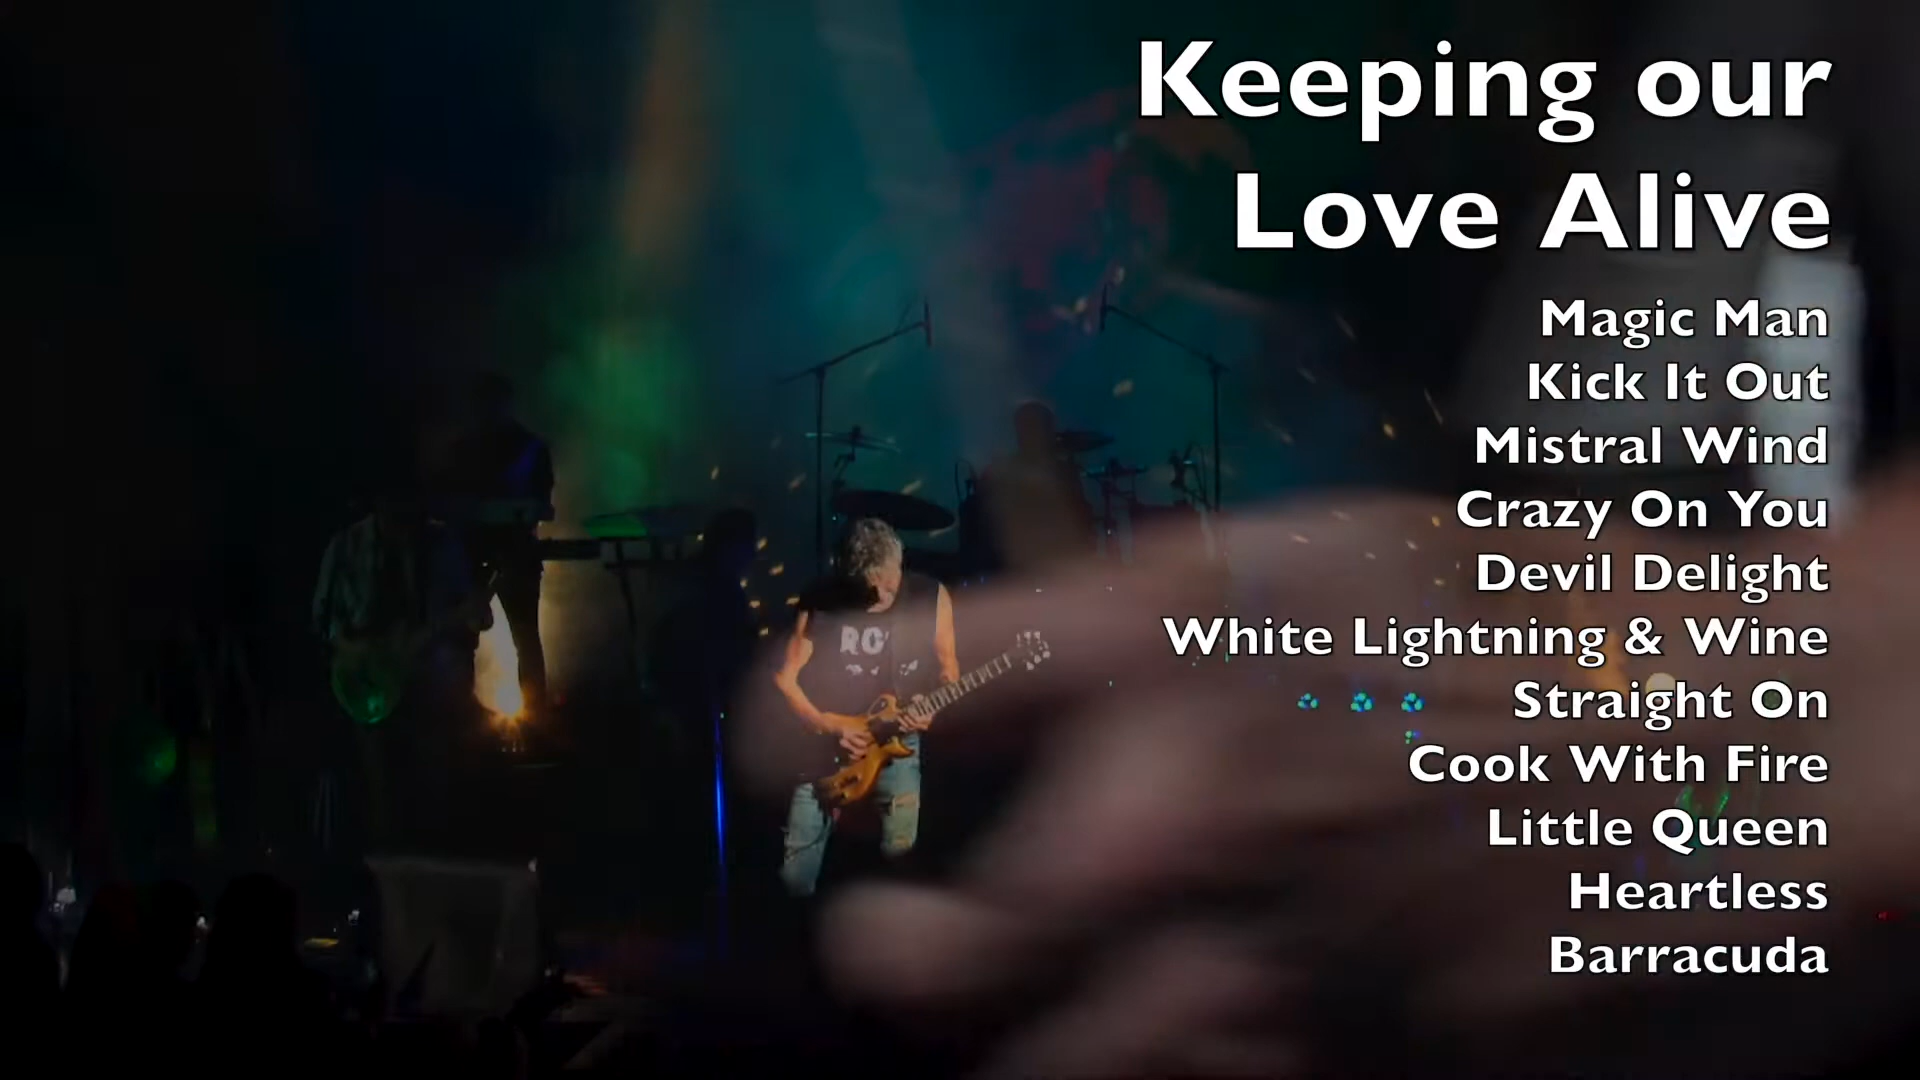 Keeping our
Love Alive
Magic Man
Kick It Out
Mistral Wind
Crazy On You
Devil Delight
White Lightning & Wine
Straight On
Cook With Fire
Little Queen
Heartless
Barracuda